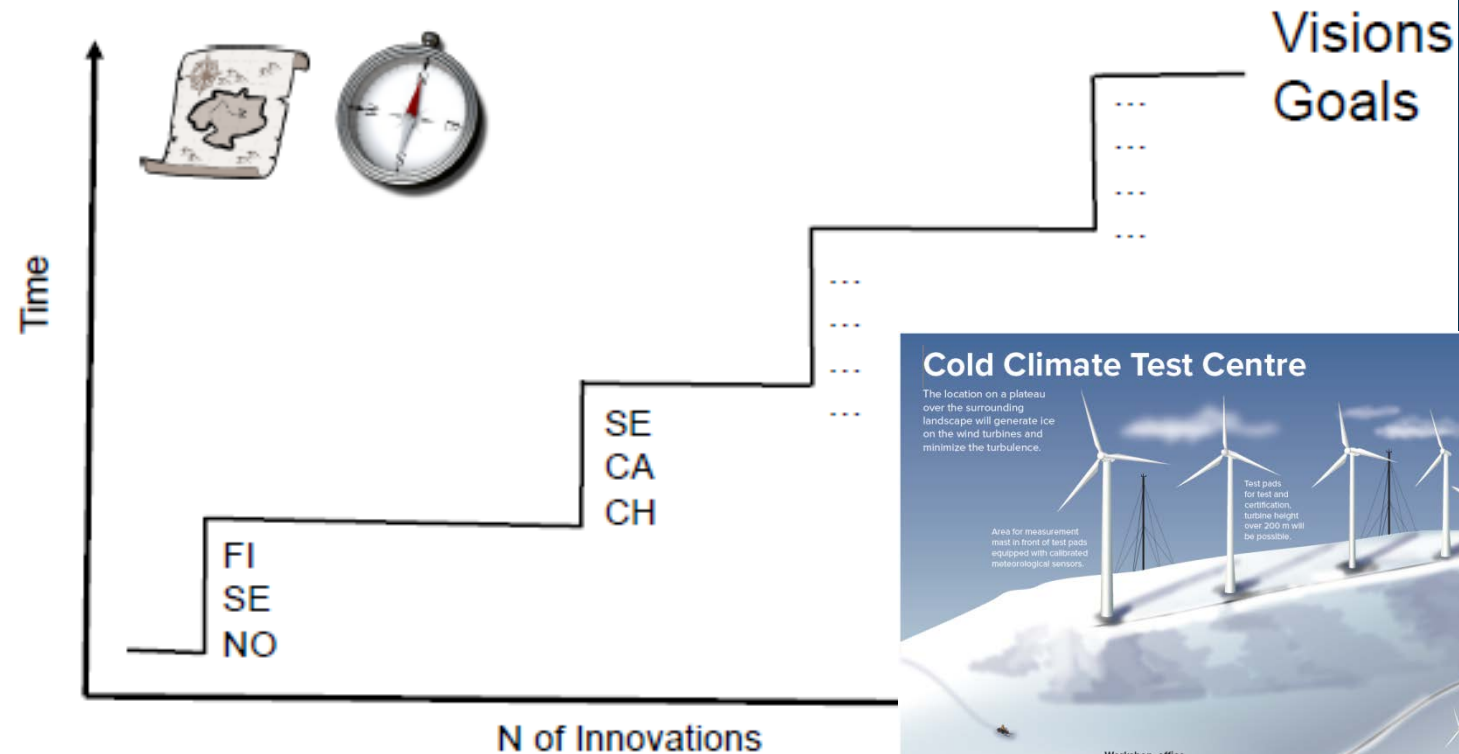 Visions
Goals
...
...
...
...
...
...
...
...
Time
SE
CA
CH
FI
SE
NO
N of Innovations
Cold Climate Test Centre
The location on a plateau
over the surrounding
landscape will generate ice
on the wind turbines and
minimize the turbulence.
Test pads
for test and
certification,
turbine height
over 200 m will
be possible.
Area for measurement
mast in front of test pads
equipped with calibrated
meteorological sensors.